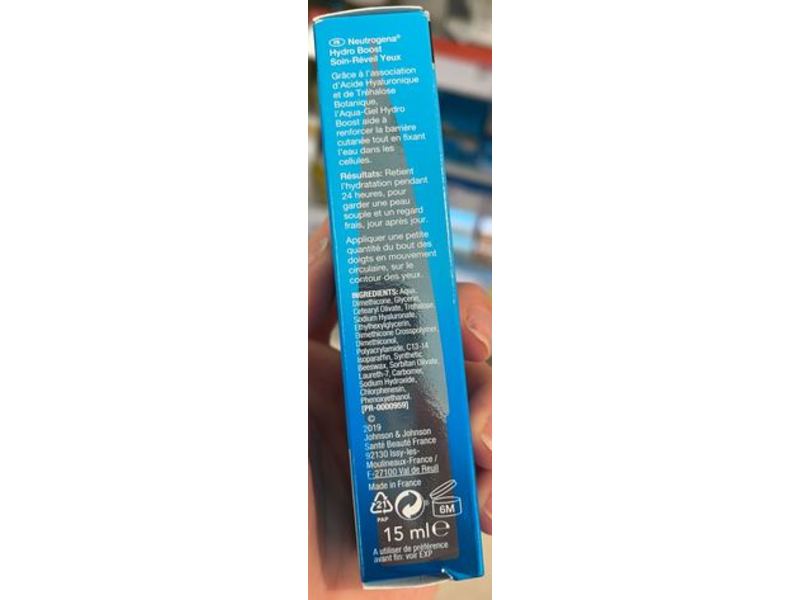 FR Neutrogena®
Hydro Boost
Soin-Réveil Yeux
Grâce à l'association
d'Acide Hyaluronique
et de Tréhalose
Botanique,
l'Aqua-Gel Hydro
Boost aide à
renforcer la barrière
cutanée tout en fixant
l'eau dans les
cellules.
Résultats: Retient
l'hydratation pendant
24 heures, pour
garder une peau
souple et un regard
frais, jour après jour.
Appliquer une petite
quantité du bout des
doigts en mouvement
circulaire, sur le
contour des yeux.
INGREDIENTS: Aqua,
Dimethicone, Glycerin,
Cetearyl Olivate, Trehalose,
Sodium Hyaluronate,
Ethylhexylglycerin,
Dimethicone Crosspolymer,
Dimethiconol,
Polyacrylamide, C13-14
Isoparaffin, Synthetic
Beeswax, Sorbitan Olivate,
Laureth-7, Carbomer,
Sodium Hydroxide,
Chlorphenesin,
Phenoxyethanol.
[PR-0000959]
©
2019
Johnson & Johnson
Santé Beauté France
92130 Issy-les-
Moulineaux-France /
F-27100 Val de Reuil
Made in France
21
PAP
6M
15 ml e
A utiliser de préférence
avant fin: voir EXP